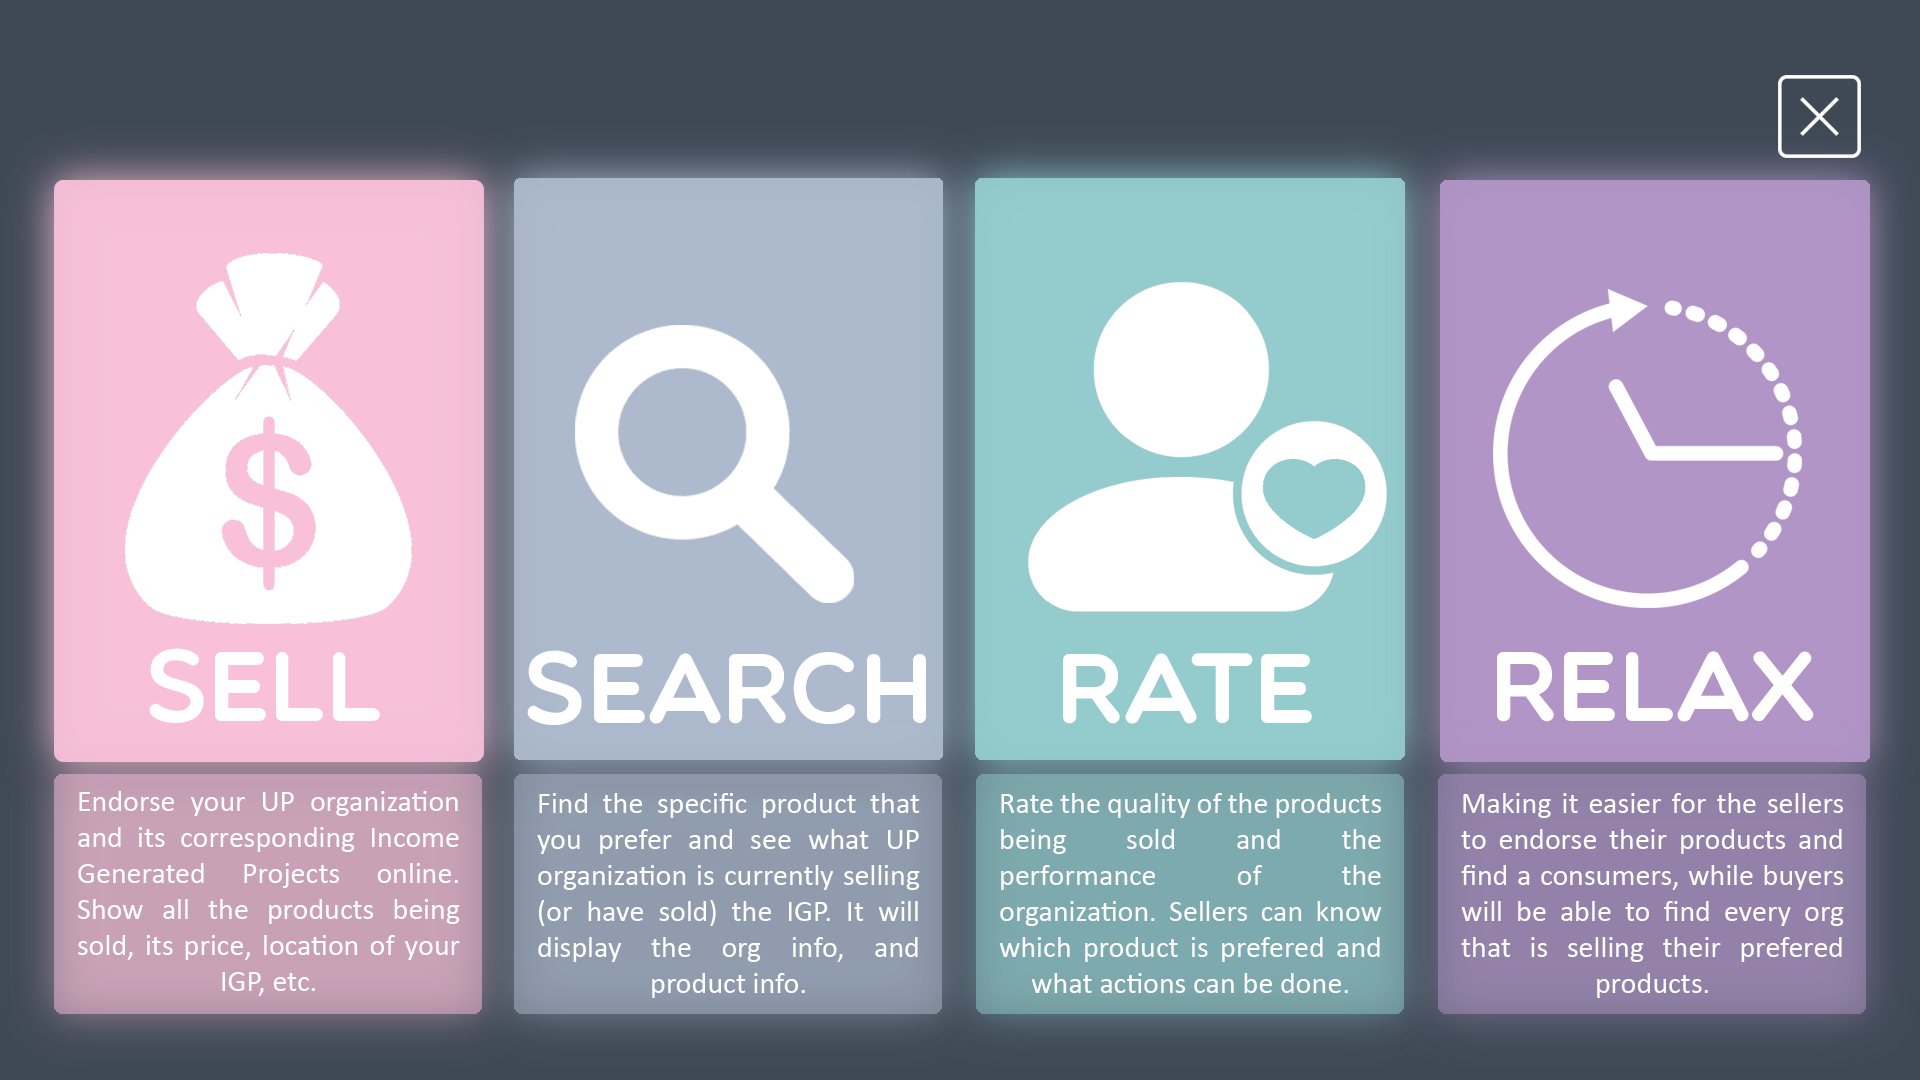 $
SELL
SEARCH
RATE
RELAX
Endorse your UP organization
and its corresponding Income
Generated Projects online.
Show all the products being
sold, its price, location of your
IGP, etc.
Find the specific product that
you prefer and see what UP
organization is currently selling
(or have sold) the IGP. It will
display the org info, and
product info.
Rate the quality of the products
being sold and the
performance of the
organization. Sellers can know
which product is prefered and
what actions can be done.
Making it easier for the sellers
to endorse their products and
find a consumers, while buyers
will be able to find every org
that is selling their prefered
products.